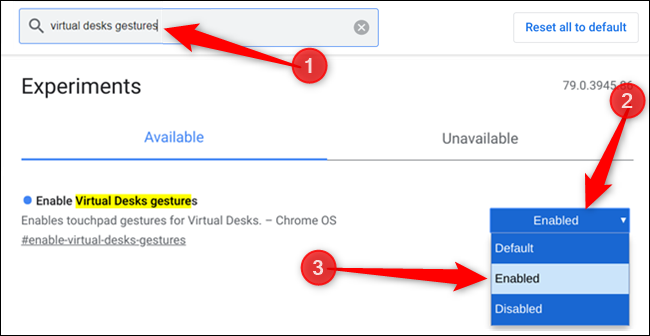 virtual desks gestures
Reset all to default
1
Experiments
79.0.3945.86
2
Available
Unavailable
Enable Virtual Desks gestures
Enables touchpad gestures for Virtual Desks. – Chrome OS
#enable-virtual-desks-gestures
Enabled
Default
3
Enabled
Disabled